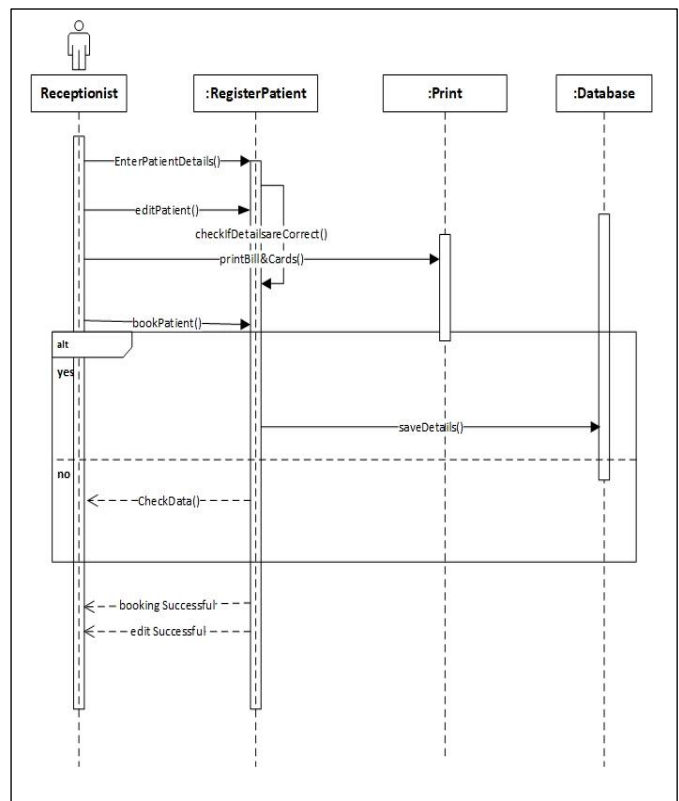 Receptionist
:RegisterPatient
:Print
:Database
EnterPatientDetails()
editPatient()
checkIfDetailsareCorrect()
printBill&Cards()
bookPatient()
alt
yes
saveDetails()
no
CheckData()
booking Successful
edit Successful